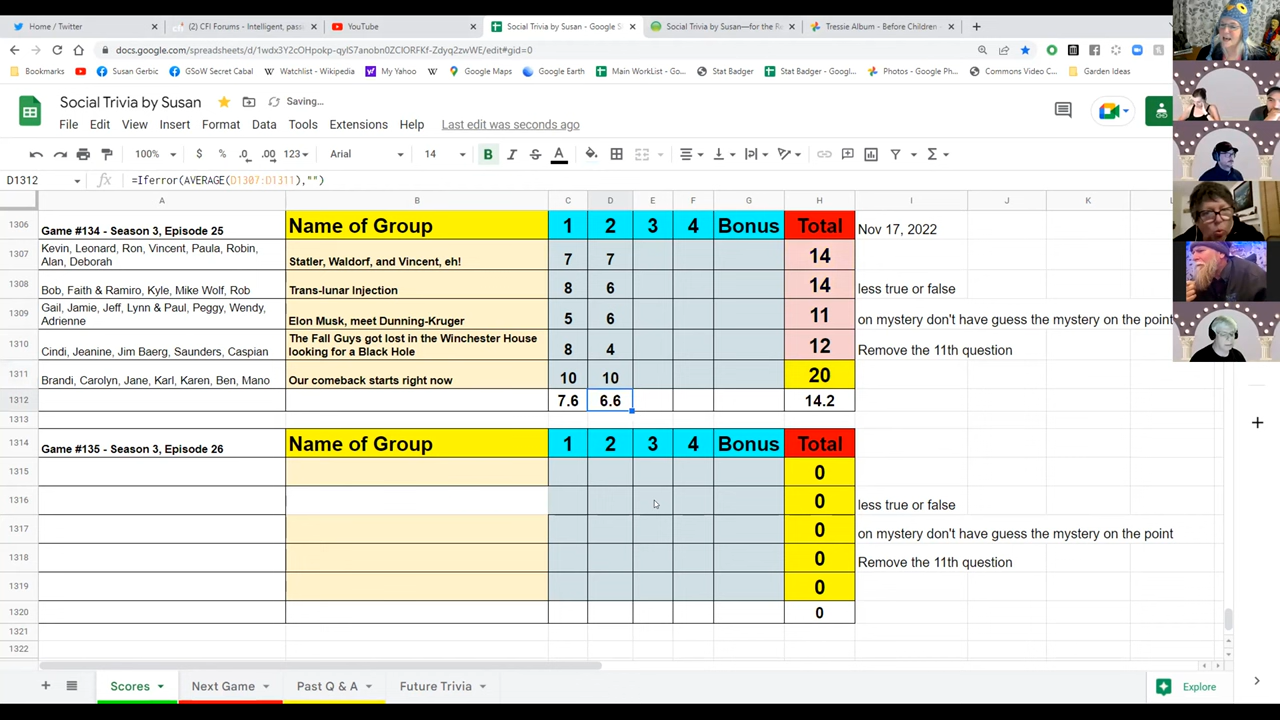 Home / Twitter
CFI Forums - Intelligent, pas
YouTube
Social Trivia by Susan - Google S
Social Trivia by Susan—for the R
Tressie Album - Before Children
docs.google.com/spreadsheets/d/1wdx3Y2cOHpokp-qyIS7anobn0ZCIORFKf-Zdyq2zwWE/edit#gid=0
Bookmarks
Susan Gerbic
GSoW Secret Cabal
Watchlist - Wikipedia
My Yahoo
Google Maps
Google Earth
Main WorkList - Go...
Stat Badger
Stat Badger - Googl...
Photos - Google Ph...
Commons Video C...
Garden Ideas
Social Trivia by Susan
Saving...
File Edit View Insert Format Data Tools Extensions Help Last edit was seconds ago
100% $ % .0 .00 123 Arial 14 B I S A
D1312 fx =Iferror(AVERAGE(D1307:D1311),"")
A B C D E F G H I J K L
1306 Game #134 - Season 3, Episode 25 Name of Group 1 2 3 4 Bonus Total Nov 17, 2022
Kevin, Leonard, Ron, Vincent, Paula, Robin,
1307 Alan, Deborah Statler, Waldorf, and Vincent, eh! 7 7 14
1308 Bob, Faith & Ramiro, Kyle, Mike Wolf, Rob Trans-lunar Injection 8 6 14 less true or false
Gail, Jamie, Jeff, Lynn & Paul, Peggy, Wendy,
1309 Adrienne Elon Musk, meet Dunning-Kruger 5 6 11 on mystery don't have guess the mystery on the point
The Fall Guys got lost in the Winchester House
1310 Cindi, Jeanine, Jim Baerg, Saunders, Caspian looking for a Black Hole 8 4 12 Remove the 11th question
1311 Brandi, Carolyn, Jane, Karl, Karen, Ben, Mano Our comeback starts right now 10 10 20
1312 7.6 6.6 14.2
1313
1314 Game #135 - Season 3, Episode 26 Name of Group 1 2 3 4 Bonus Total
1315 0
1316 0 less true or false
1317 0 on mystery don't have guess the mystery on the point
1318 0 Remove the 11th question
1319 0
1320 0
1321
1322
Scores Next Game Past Q & A Future Trivia Explore